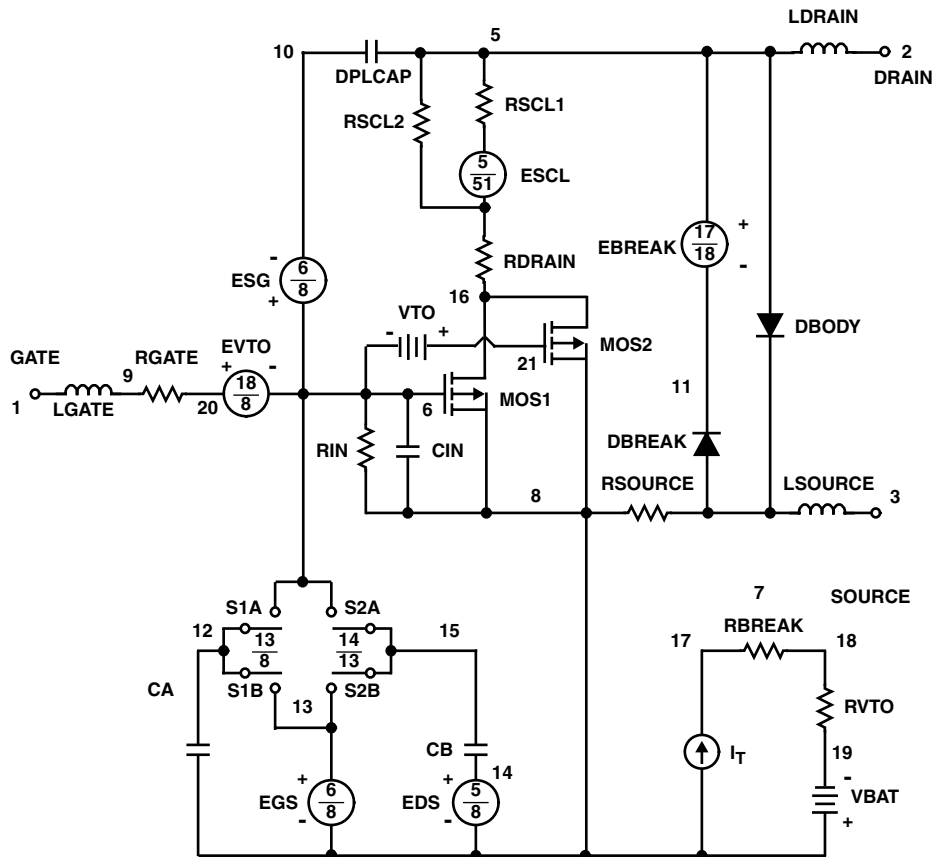 LDRAIN
5
10
2
DPLCAP
DRAIN
RSCL1
RSCL2
5
51
ESCL
+
17
18
EBREAK
-
-
6
8
ESG
+
RDRAIN
16
VTO
- +
DBODY
MOS2
EVTO
GATE
RGATE
9
+ 18 -
8
21
11
MOS1
1
LGATE
20
6
DBREAK
RIN
CIN
LSOURCE
RSOURCE
8
3
7
SOURCE
S1A
S2A
12
13
8
14
13
15
17
RBREAK
18
S1B
S2B
CA
13
RVTO
CB
14
IT
19
+
6
8
EGS
-
+
5
8
EDS
-
-
VBAT
+